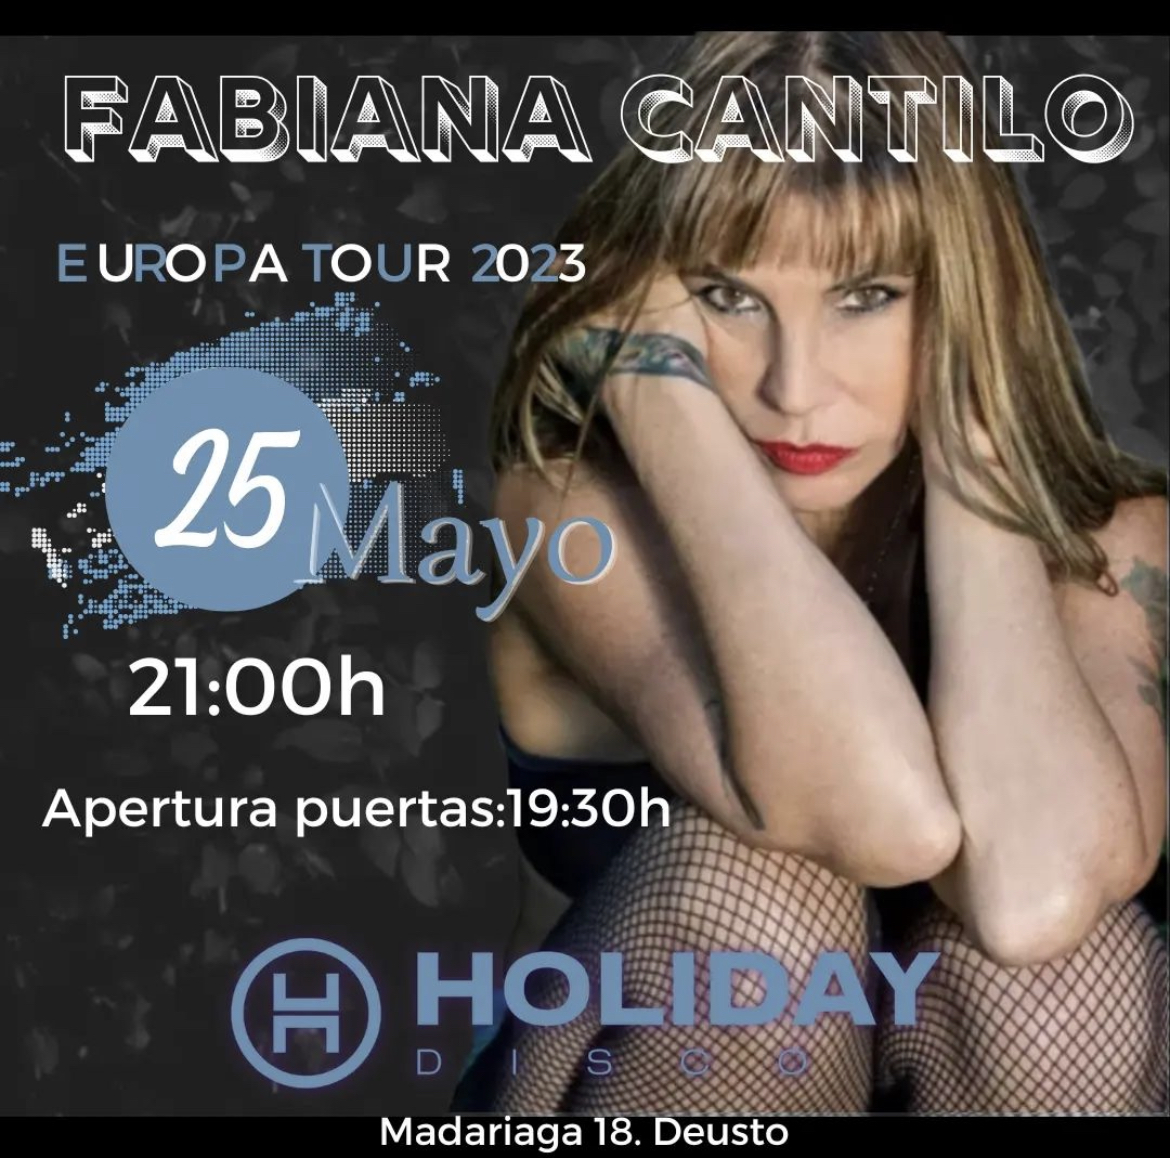 FABIANA CANTILO
EUROPA TOUR 2023
25
Mayo
21:00h
Apertura puertas:19:30h
HOLIDAY
DISCO
Madariaga 18. Deusto